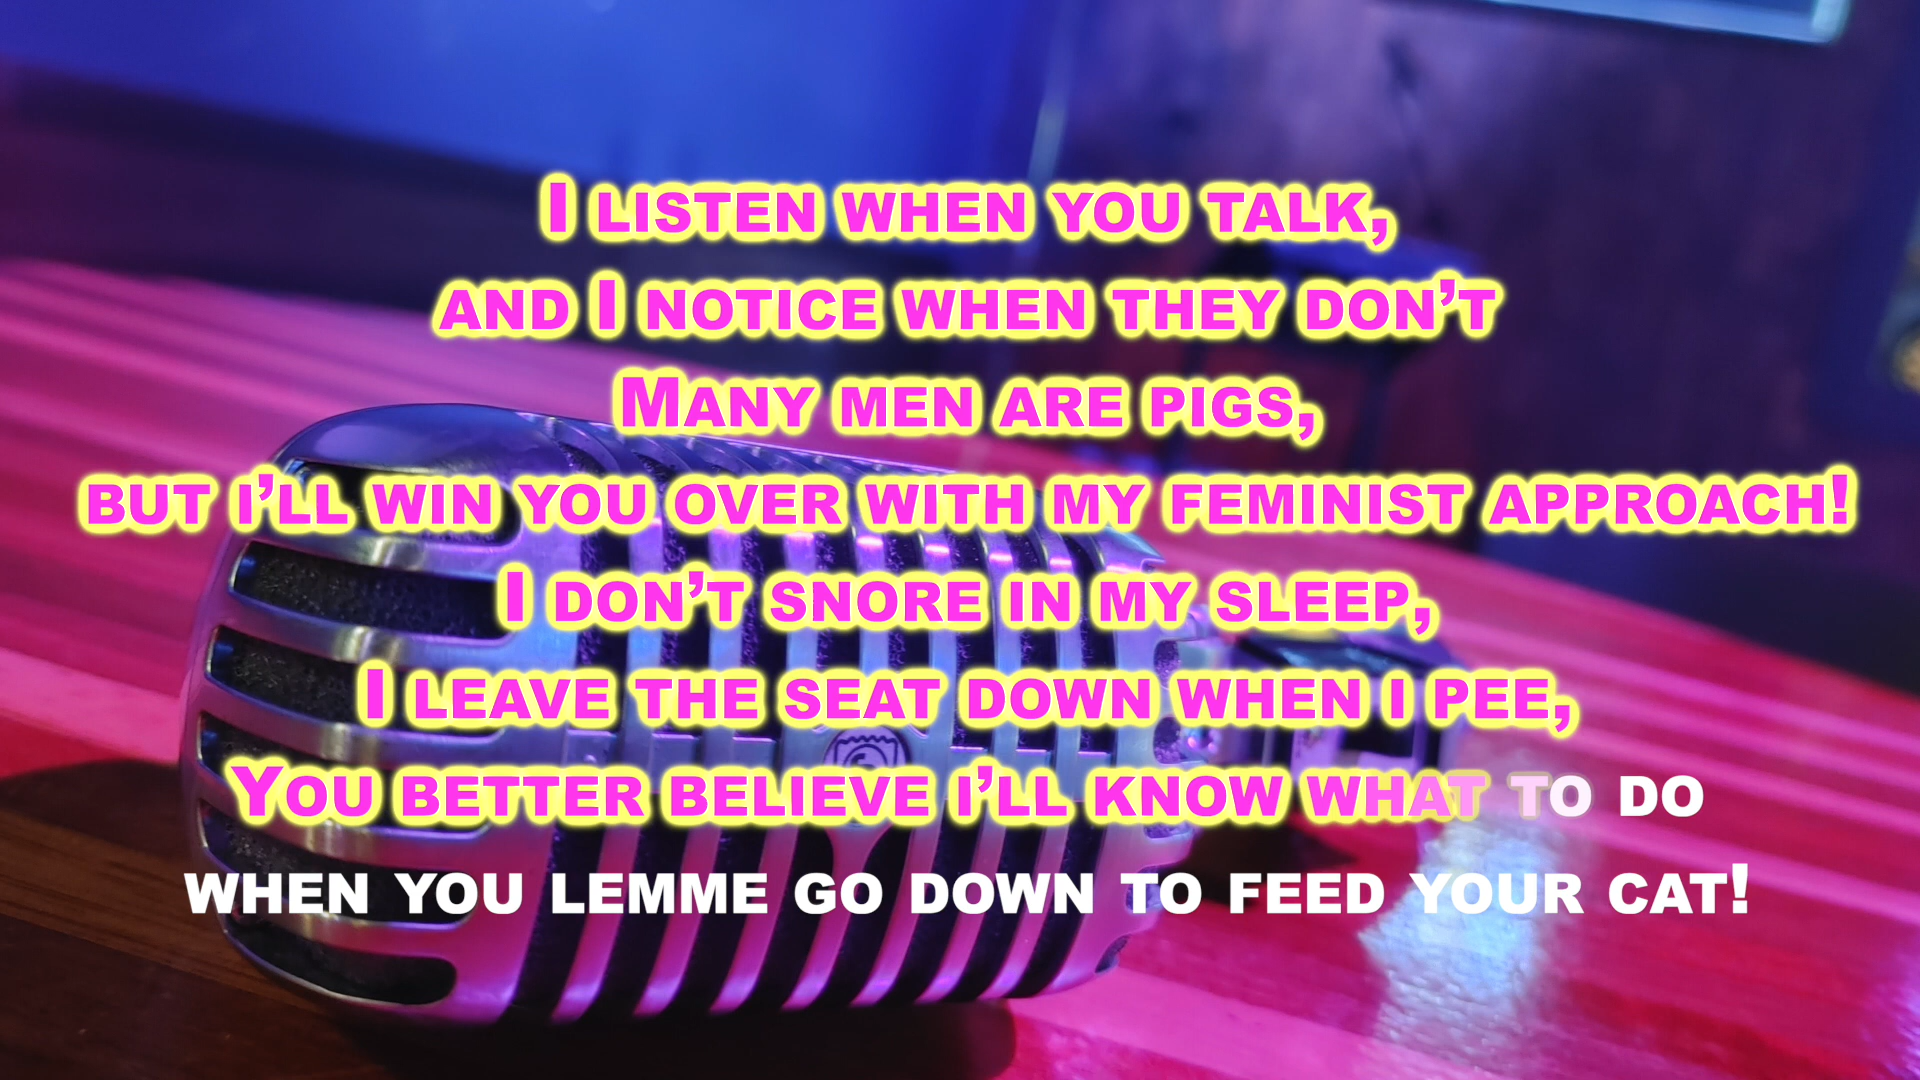 I listen when you talk,
and I notice when they don't
Many men are pigs,
but i'll win you over with my feminist approach!
I don't snore in my sleep,
I leave the seat down when i pee,
You better believe i'll know what to do
when you lemme go down to feed your cat!